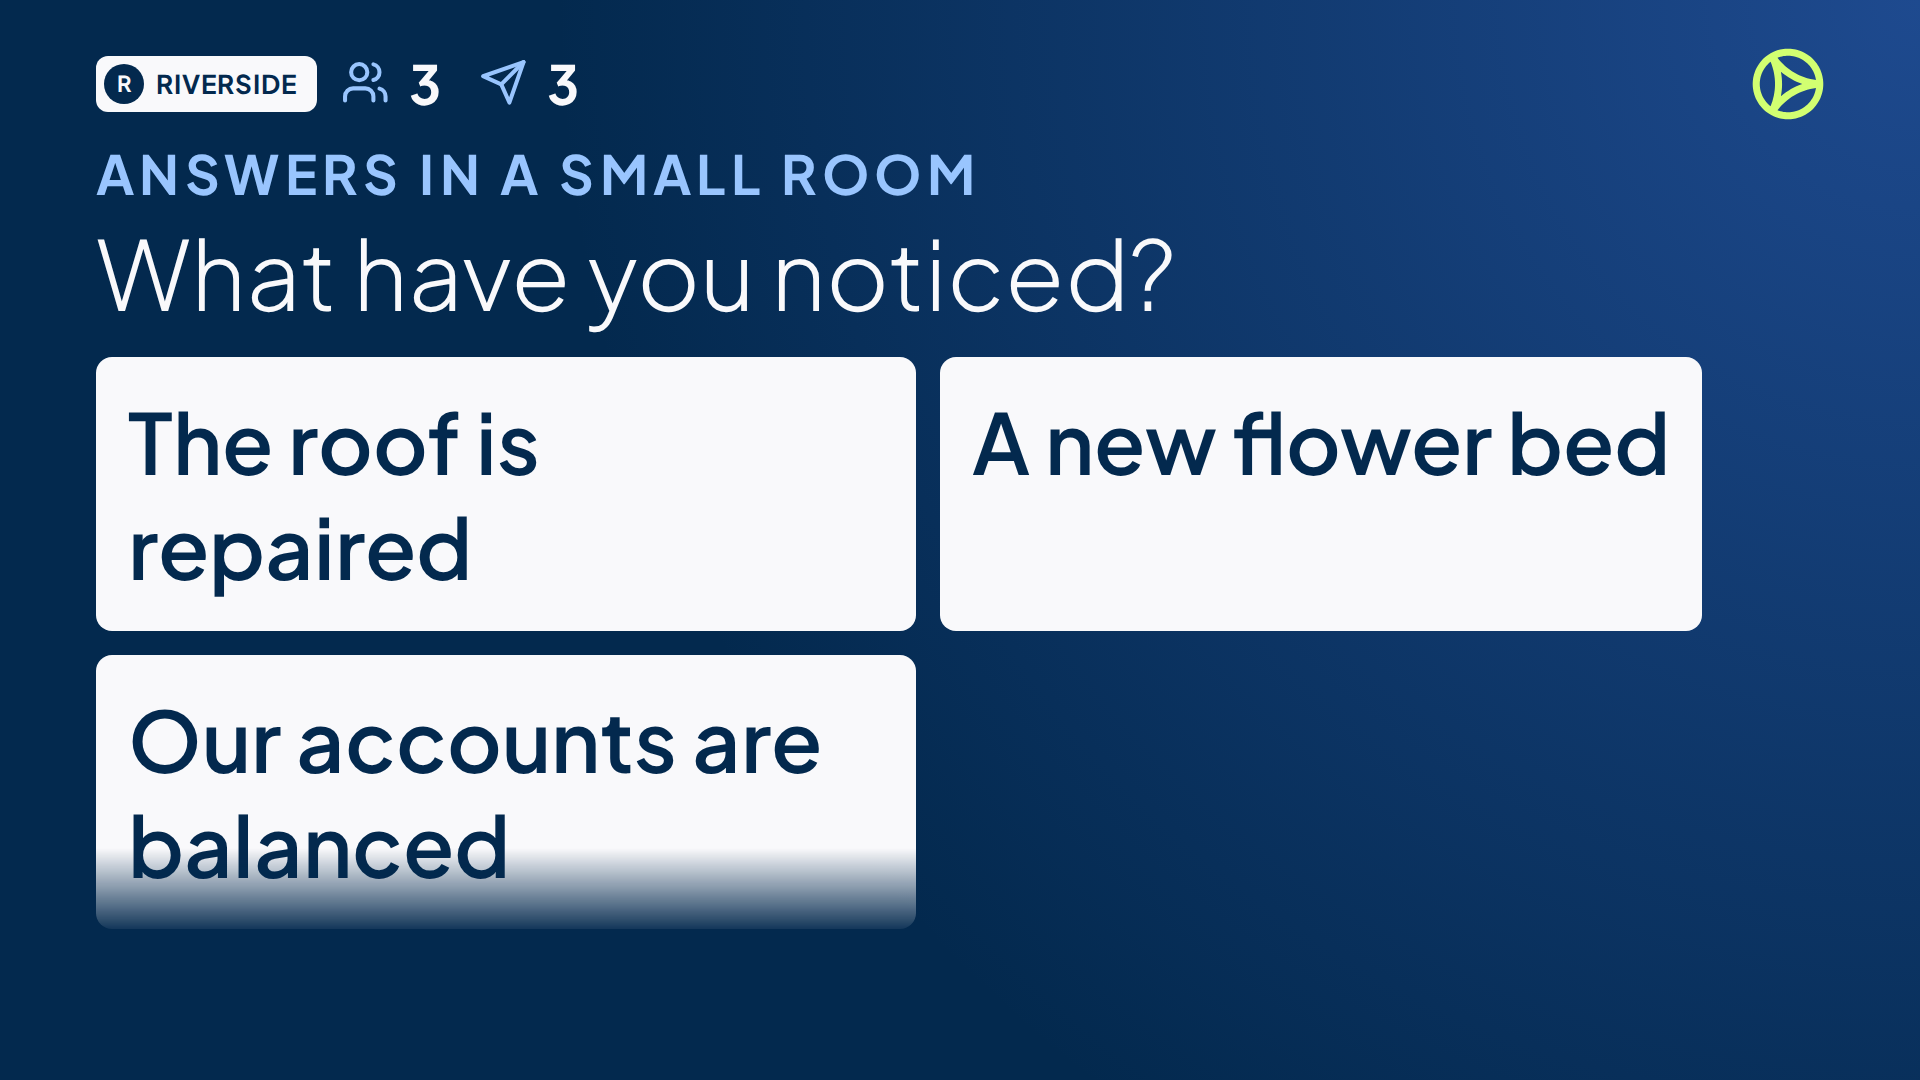 R RIVERSIDE 3 3
ANSWERS IN A SMALL ROOM
What have you noticed?
The roof is
repaired
A new flower bed
Our accounts are
balanced